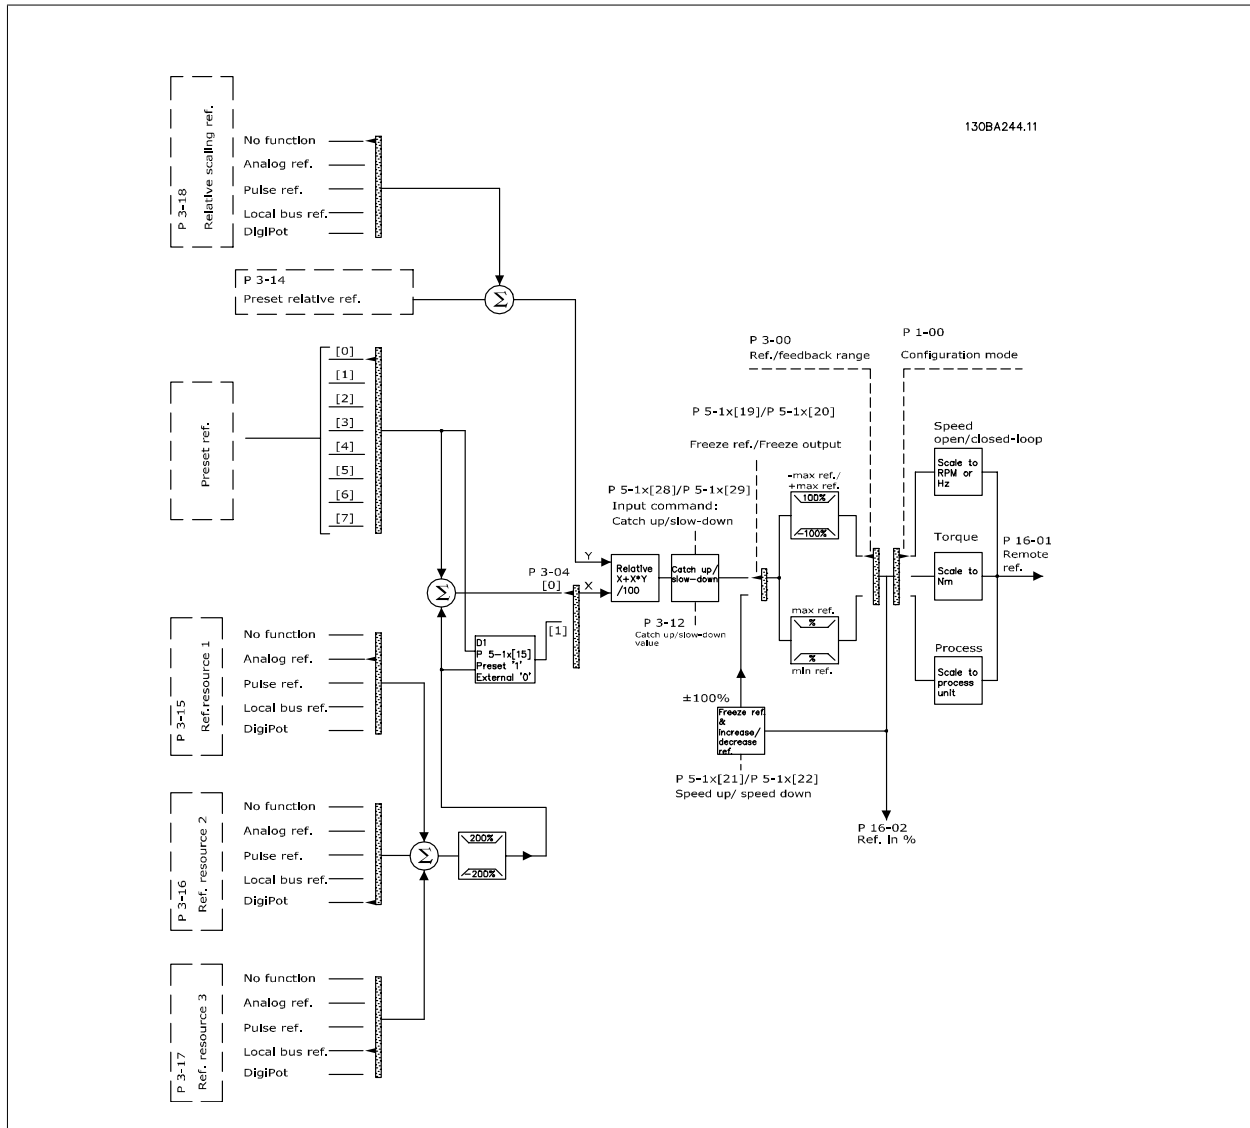 130BA244.11
P 3-18
Relative scaling ref.
No function
Analog ref.
Pulse ref.
Local bus ref.
DigiPot
P 3-14
Preset relative ref.
Σ
Preset ref.
[0]
[1]
[2]
[3]
[4]
[5]
[6]
[7]
P 3-00
Ref./feedback range
P 1-00
Configuration mode
P 5-1x[19]/P 5-1x[20]
Freeze ref./Freeze output
Speed
open/closed-loop
Scale to
RPM or
Hz
-max ref./
+max ref.
100%
-100%
P 5-1x[28]/P 5-1x[29]
Input command:
Catch up/slow-down
Y
X
P 3-04
[0]
[1]
Relative
X+X*Y
/100
Catch up/
slow-down
P 3-12
Catch up/slow-down
value
Torque
Scale to
Nm
P 16-01
Remote
ref.
max ref.
%
%
min ref.
Process
Scale to
process
unit
Σ
D1
P 5-1x[15]
Preset '1'
External '0'
±100%
Freeze ref.
&
increase/
decrease
ref.
P 5-1x[21]/P 5-1x[22]
Speed up/ speed down
P 16-02
Ref. in %
P 3-15
Ref.resource 1
No function
Analog ref.
Pulse ref.
Local bus ref.
DigiPot
P 3-16
Ref. resource 2
No function
Analog ref.
Pulse ref.
Local bus ref.
DigiPot
Σ
200%
-200%
P 3-17
Ref. resource 3
No function
Analog ref.
Pulse ref.
Local bus ref.
DigiPot